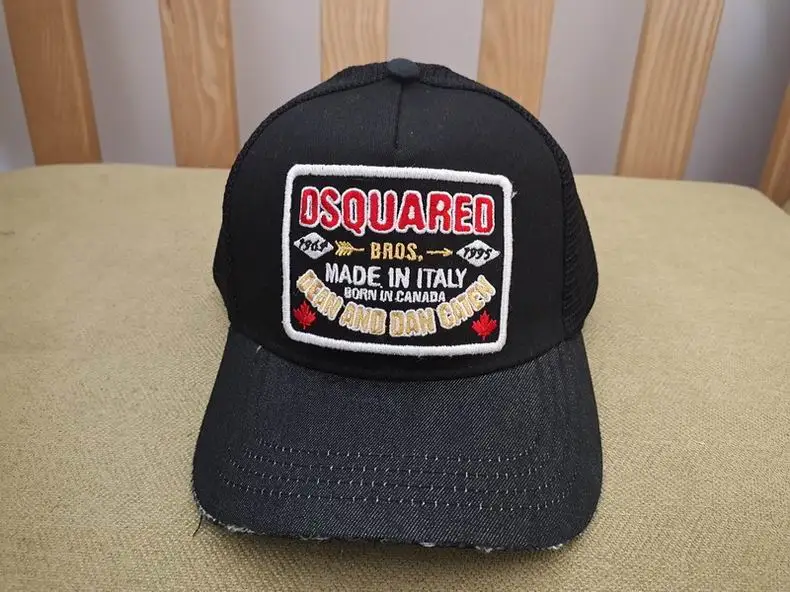 DSQUARED
1964 BROS, 1995
MADE IN ITALY
BORN IN CANADA
DEAN AND DAN CATEN